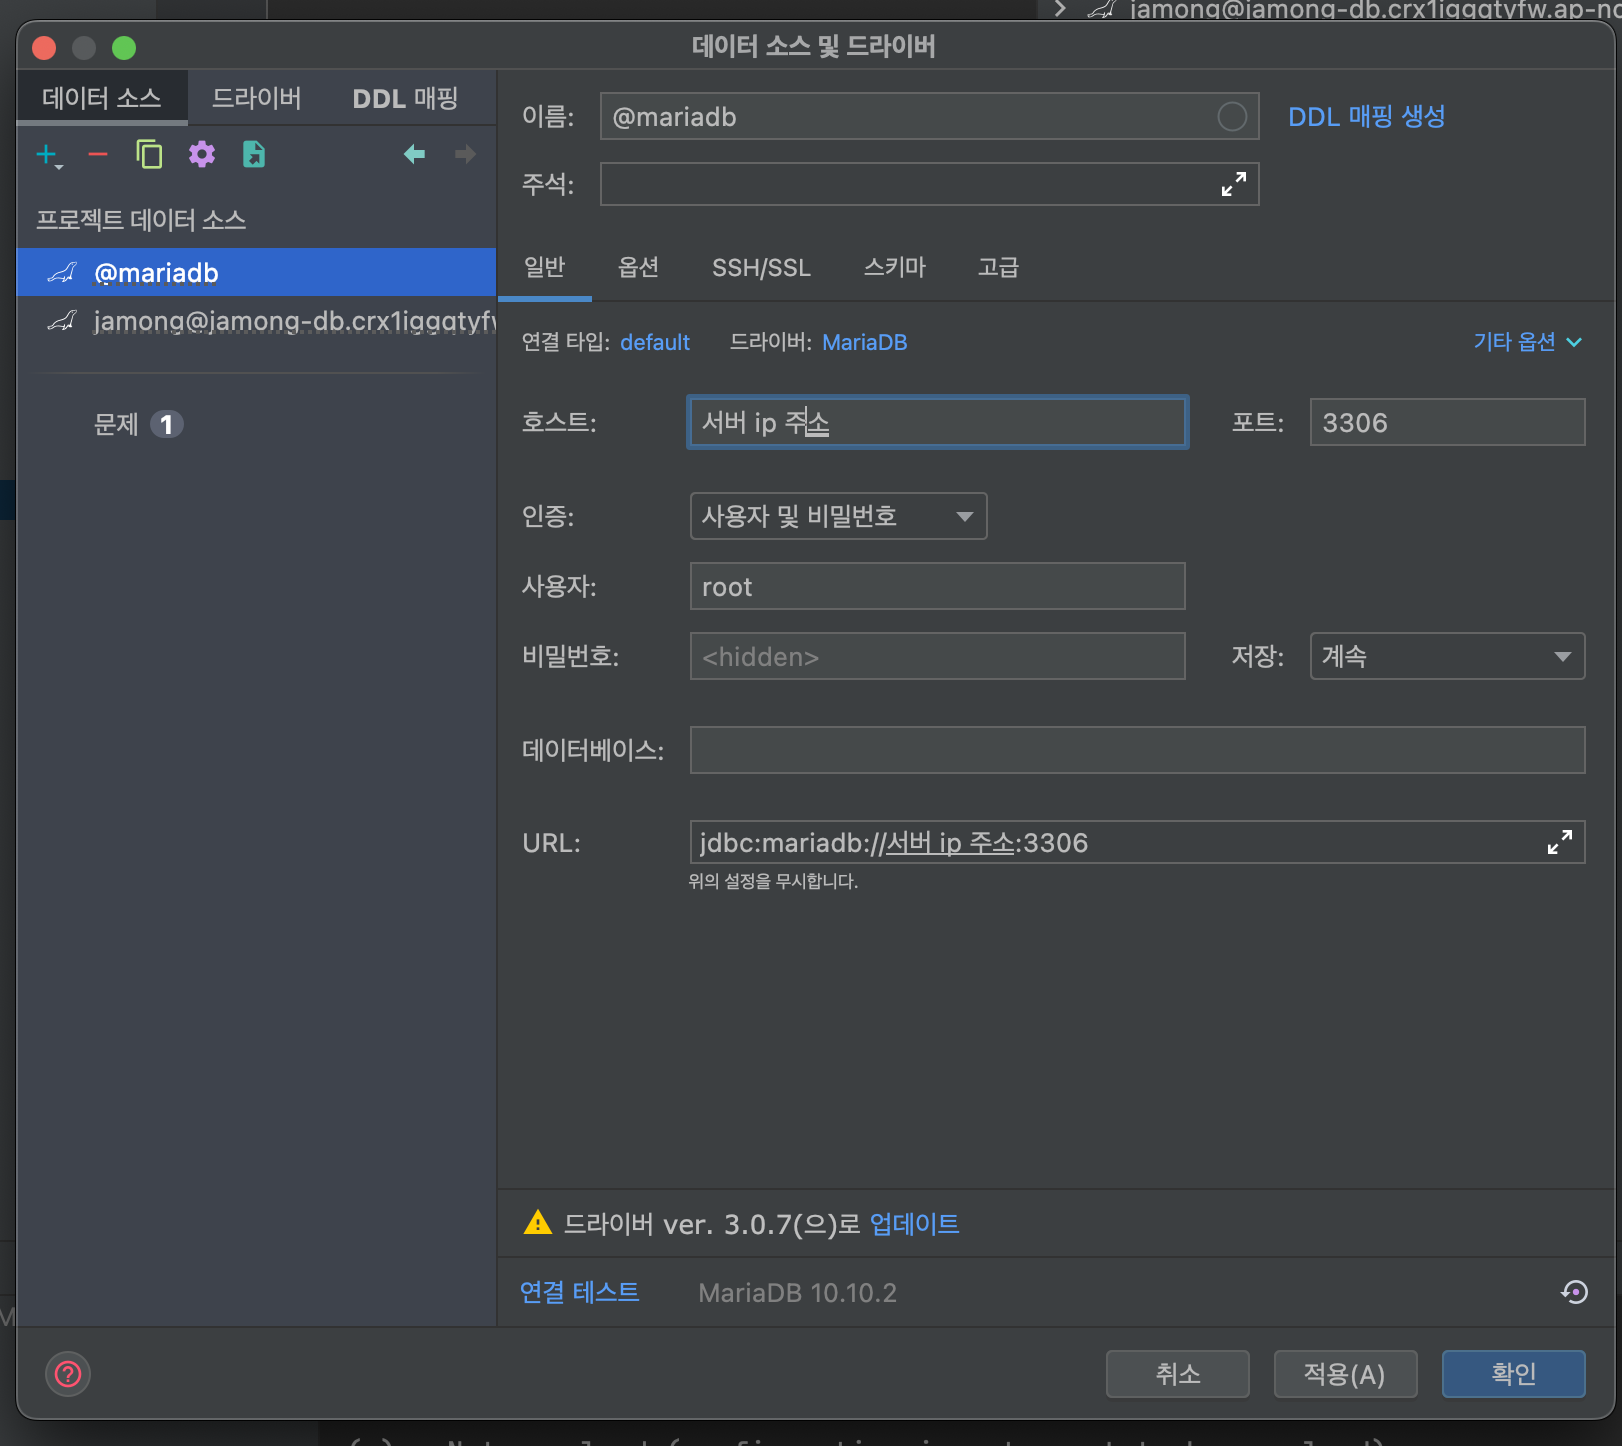 jamong@jamong-db.crx1iggqtyfw.ap-no
데이터 소스 및 드라이버
데이터 소스 드라이버 DDL 매핑
프로젝트 데이터 소스
@mariadb
jamong@jamong-db.crx1iggqtyfw
문제 1
이름: @mariadb DDL 매핑 생성
주석:
일반 옵션 SSH/SSL 스키마 고급
연결 타입: default 드라이버: MariaDB 기타 옵션
호스트: 서버 ip 주소 포트: 3306
인증: 사용자 및 비밀번호
사용자: root
비밀번호: <hidden> 저장: 계속
데이터베이스:
URL: jdbc:mariadb://서버 ip 주소:3306
위의 설정을 무시합니다.
드라이버 ver. 3.0.7(으)로 업데이트
연결 테스트 MariaDB 10.10.2
취소 적용(A) 확인